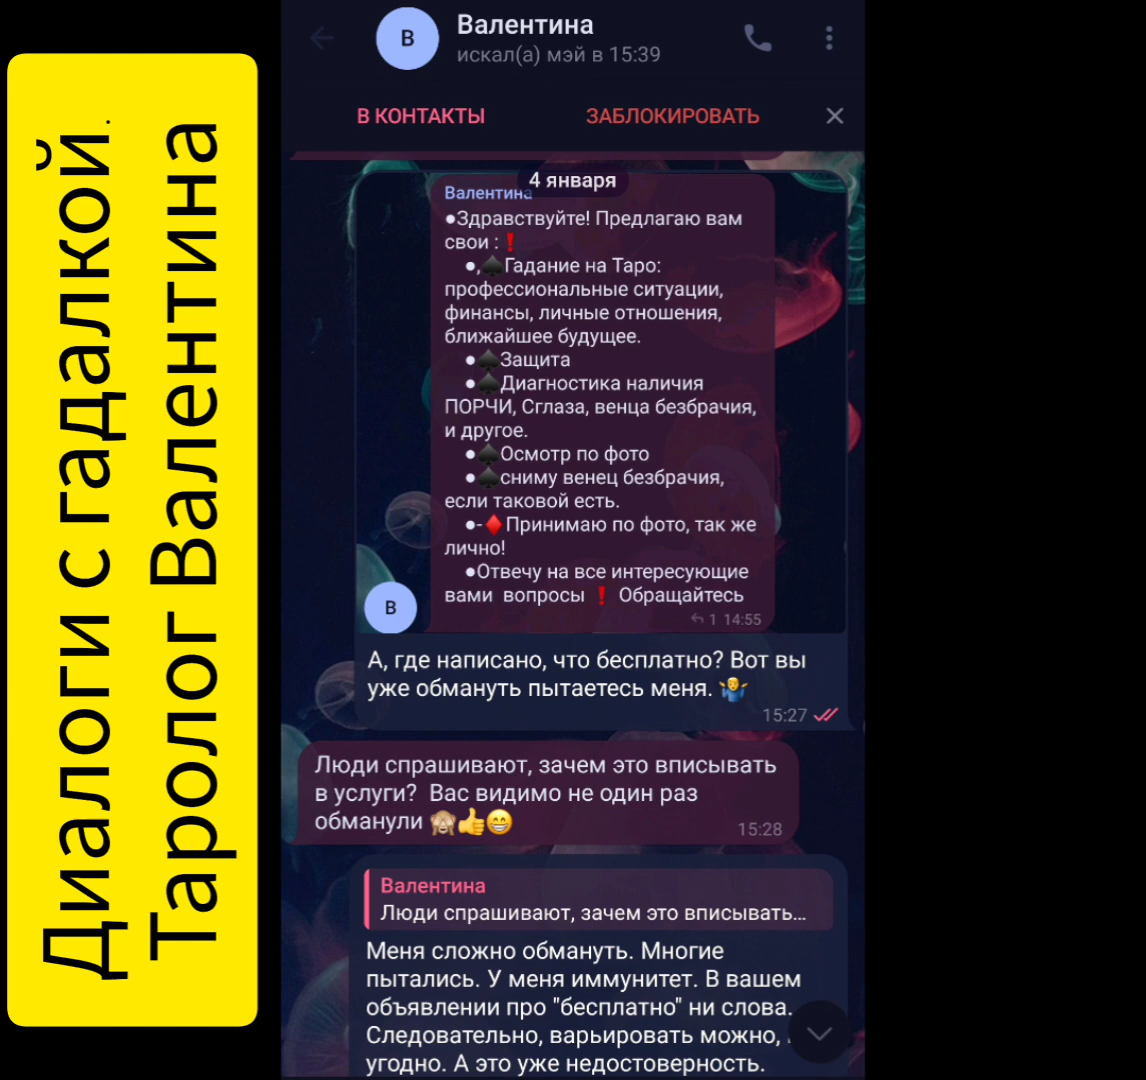 Диалоги с гадалкой.
Таролог Валентина
В
Валентина
искал(а) мэй в 15:39
В КОНТАКТЫ
ЗАБЛОКИРОВАТЬ
4 января
Валентина
●Здравствуйте! Предлагаю вам
свои :❗
●,♠Гадание на Таро:
профессиональные ситуации,
финансы, личные отношения,
ближайшее будущее.
●♠Защита
●♠Диагностика наличия
ПОРЧИ, Сглаза, венца безбрачия,
и другое.
●♠Осмотр по фото
●♠сниму венец безбрачия,
если таковой есть.
●-♦Принимаю по фото, так же
лично!
●Отвечу на все интересующие
вами вопросы ❗ Обращайтесь
1 14:55
В
А, где написано, что бесплатно? Вот вы
уже обмануть пытаетесь меня. 🤷‍♂️
15:27
Люди спрашивают, зачем это вписывать
в услуги? Вас видимо не один раз
обманули 🙈👍😁
15:28
Валентина
Люди спрашивают, зачем это вписывать...
Меня сложно обмануть. Многие
пытались. У меня иммунитет. В вашем
объявлении про "бесплатно" ни слова.
Следовательно, варьировать можно,
угодно. А это уже недостоверность.